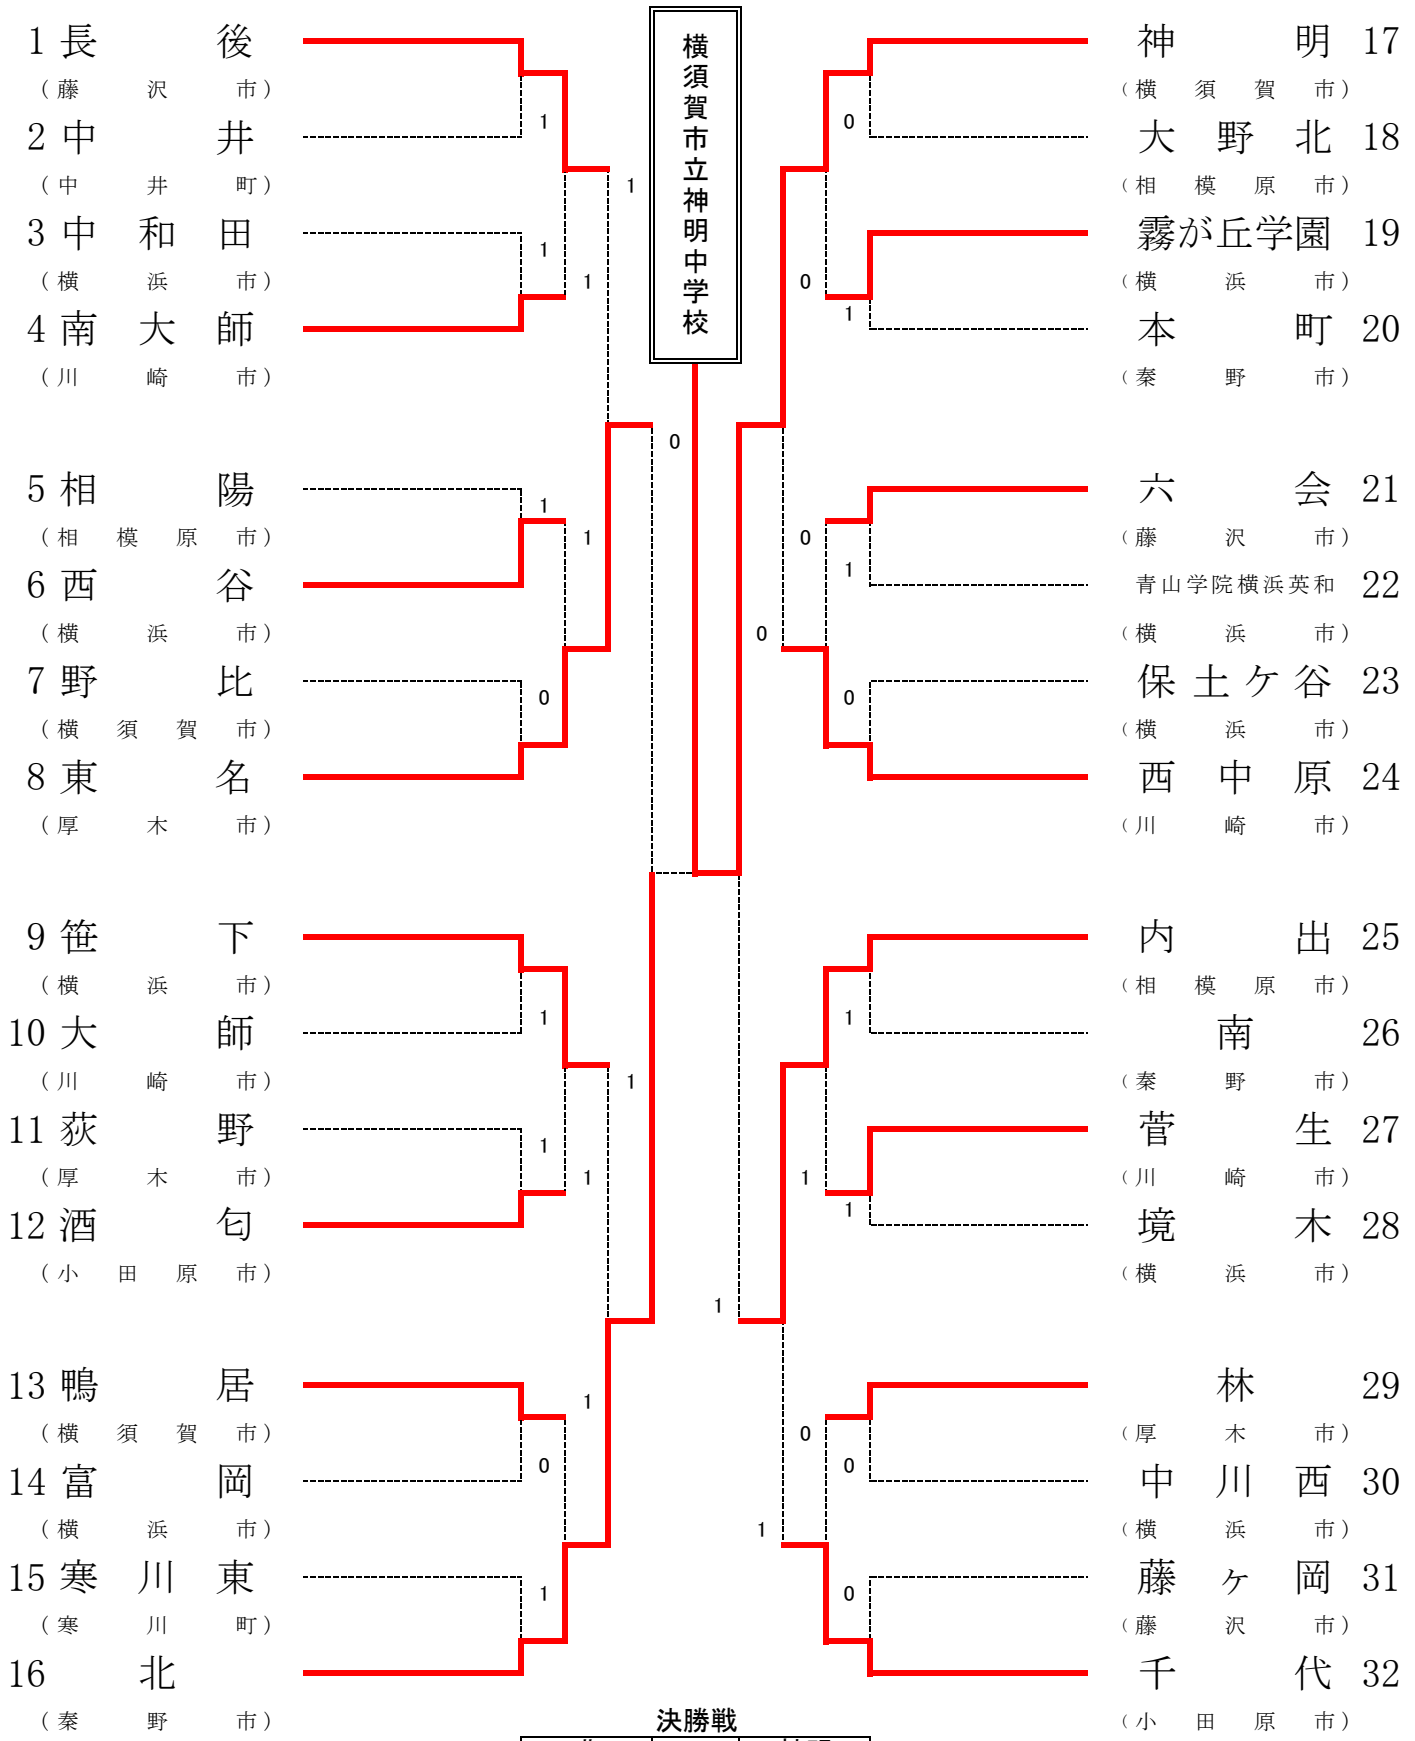 1 長後
(藤沢市)
2 中井
(中井町)
3 中和田
(横浜市)
4 南大師
(川崎市)
5 相陽
(相模原市)
6 西谷
(横浜市)
7 野比
(横須賀市)
8 東名
(厚木市)
9 笹下
(横浜市)
10 大師
(川崎市)
11 荻野
(厚木市)
12 酒匂
(小田原市)
13 鴨居
(横須賀市)
14 富岡
(横浜市)
15 寒川東
(寒川町)
16 北
(秦野市)
1
1
1
0
1
1
0
1
1
1
1
1
1
1
0
1
横須賀市立神明中学校
0
1
1
0
0
1
0
1
0
1
0
1
1
1
0
0
1
0
神明 17
(横須賀市)
大野北 18
(相模原市)
霧が丘学園 19
(横浜市)
本町 20
(秦野市)
六会 21
(藤沢市)
青山学院横浜英和 22
(横浜市)
保土ケ谷 23
(横浜市)
西中原 24
(川崎市)
内出 25
(相模原市)
南 26
(秦野市)
菅生 27
(川崎市)
境木 28
(横浜市)
林 29
(厚木市)
中川西 30
(横浜市)
藤ヶ岡 31
(藤沢市)
千代 32
(小田原市)
決勝戦